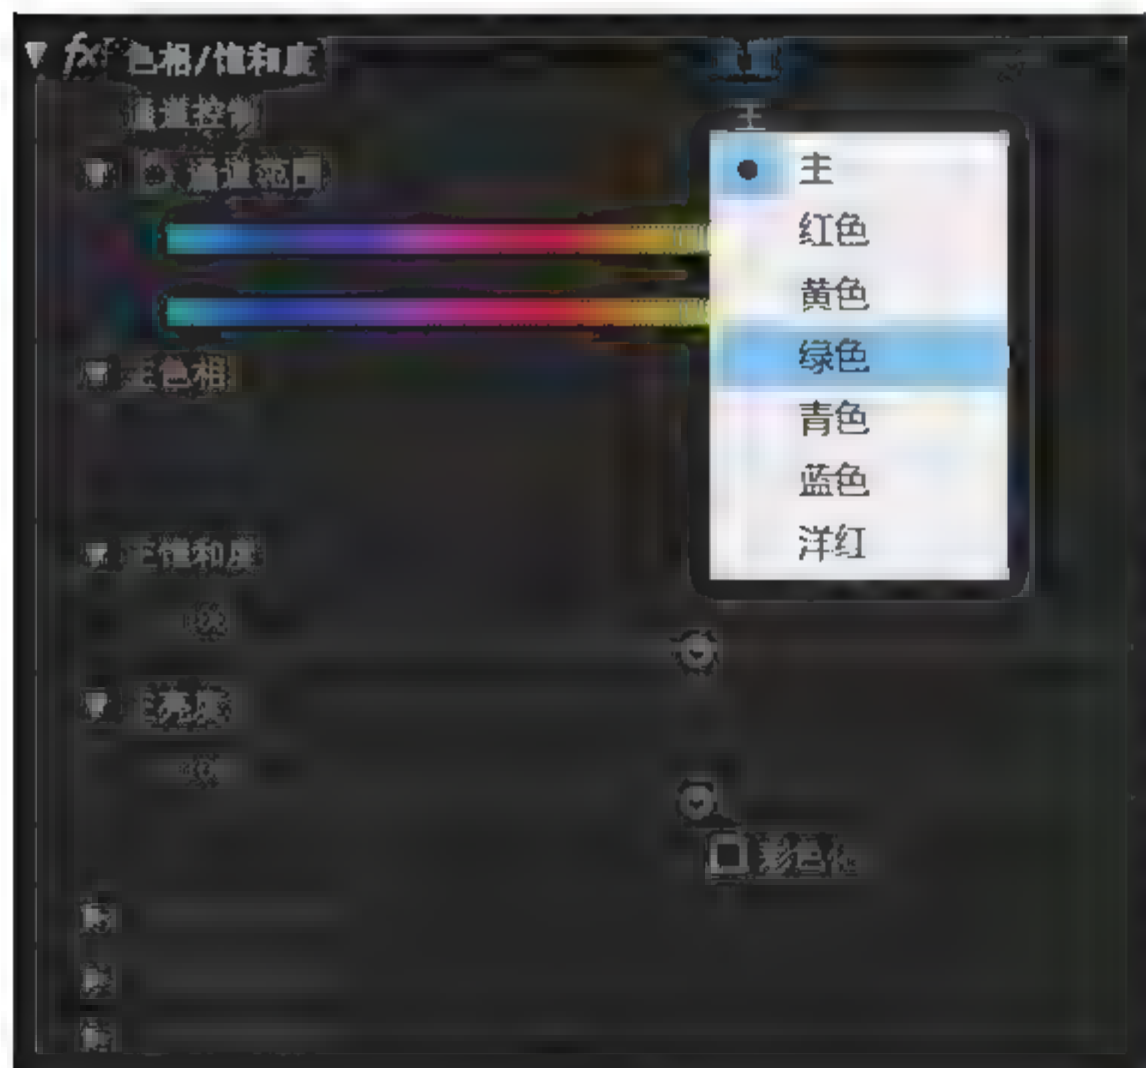 fx 色相/饱和度
通道控制
主
通道范围
主
红色
黄色
绿色
青色
蓝色
洋红
主色相
主饱和度
主亮度
彩色化